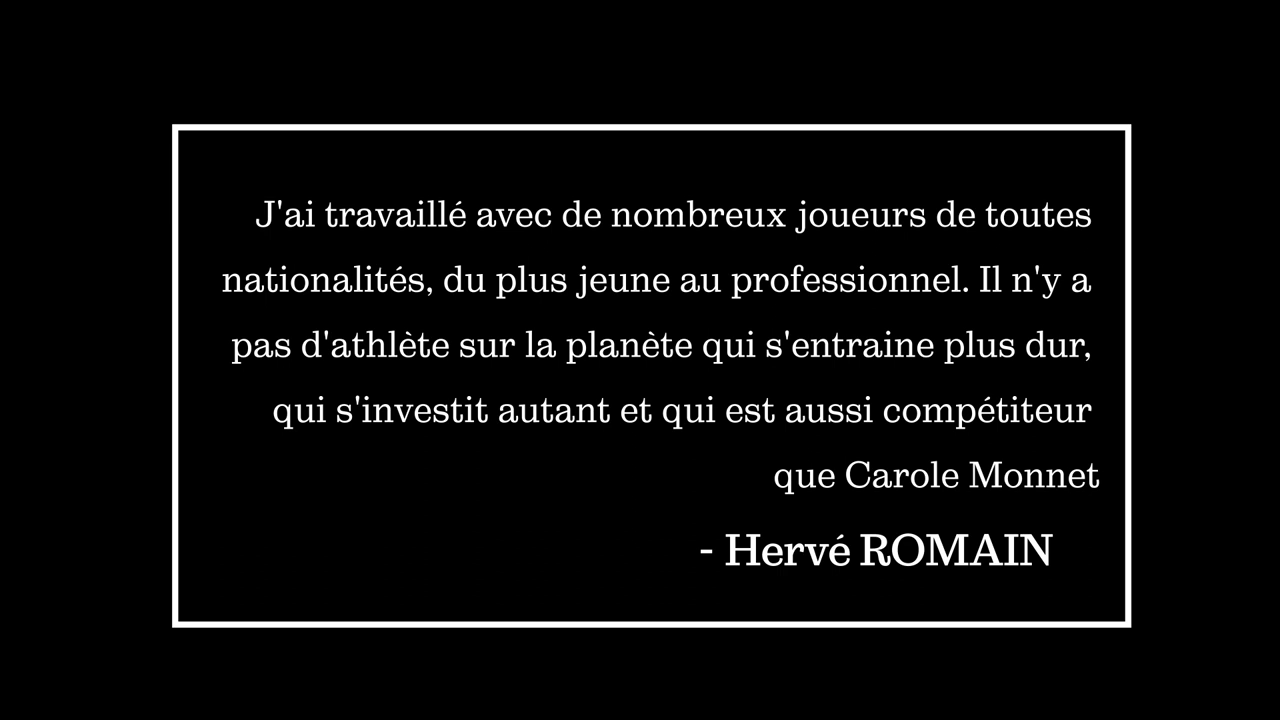 J'ai travaillé avec de nombreux joueurs de toutes
nationalités, du plus jeune au professionnel. Il n'y a
pas d'athlète sur la planète qui s'entraine plus dur,
qui s'investit autant et qui est aussi compétiteur
que Carole Monnet
- Hervé ROMAIN